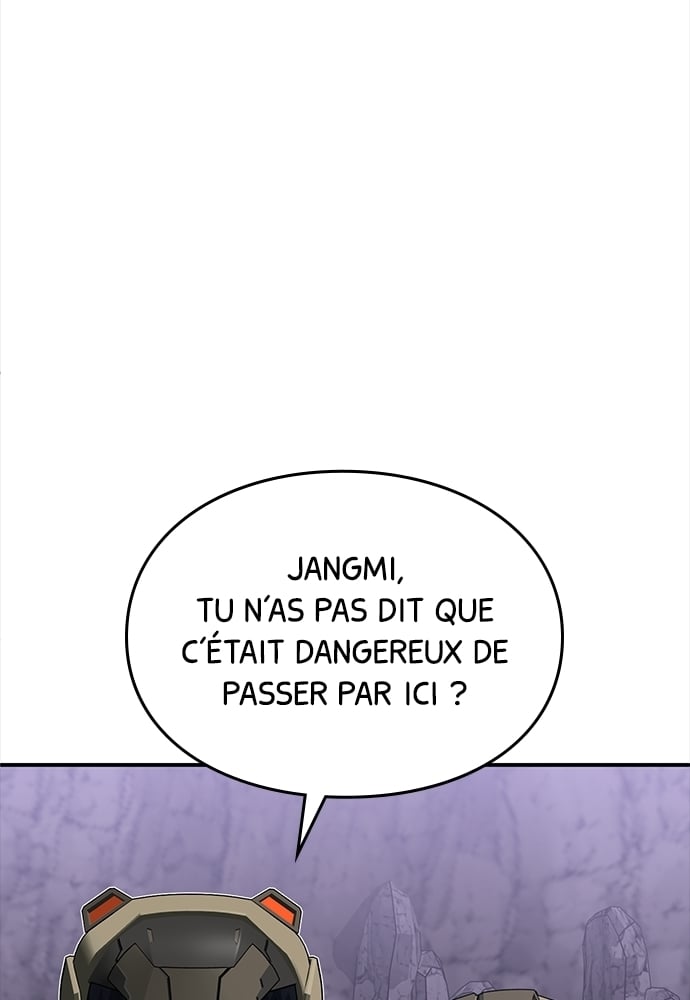 JANGMI,
TU N'AS PAS DIT QUE
C'ÉTAIT DANGEREUX DE
PASSER PAR ICI ?